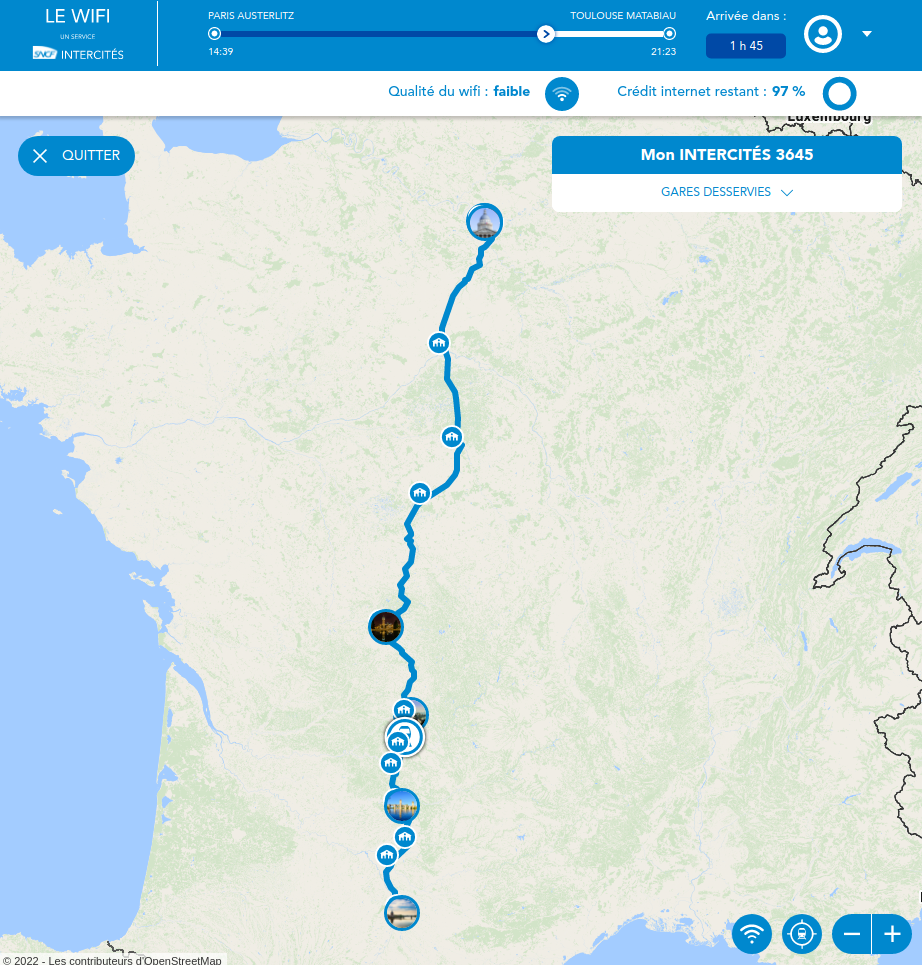 LE WIFI
UN SERVICE
SNCF INTERCITÉS
PARIS AUSTERLITZ
TOULOUSE MATABIAU
14:39
21:23
Arrivée dans :
1 h 45
Qualité du wifi : faible
Crédit internet restant : 97 %
Luxembourg
QUITTER
Mon INTERCITÉS 3645
GARES DESSERVIES
© 2022 - Les contributeurs d'OpenStreetMap